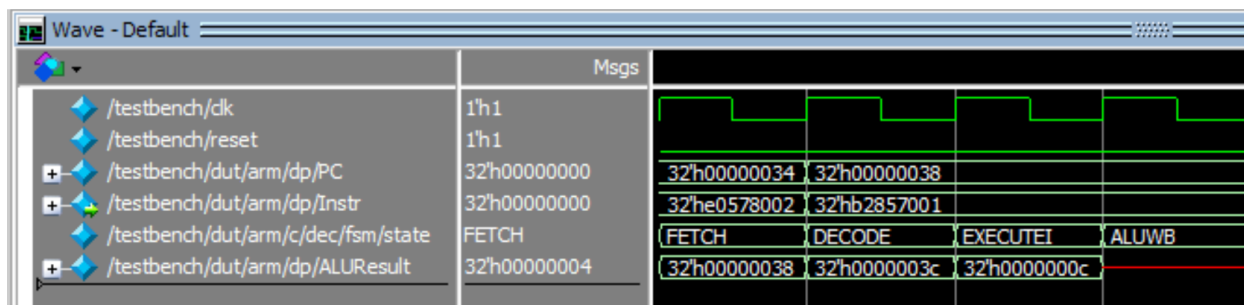 Wave - Default
Msgs
/testbench/clk 1'h1
/testbench/reset 1'h1
/testbench/dut/arm/dp/PC 32'h00000000 32'h00000034 32'h00000038
/testbench/dut/arm/dp/Instr 32'h00000000 32'he0578002 32'hb2857001
/testbench/dut/arm/c/dec/fsm/state FETCH FETCH DECODE EXECUTEI ALUWB
/testbench/dut/arm/dp/ALUResult 32'h00000004 32'h00000038 32'h0000003c 32'h0000000c